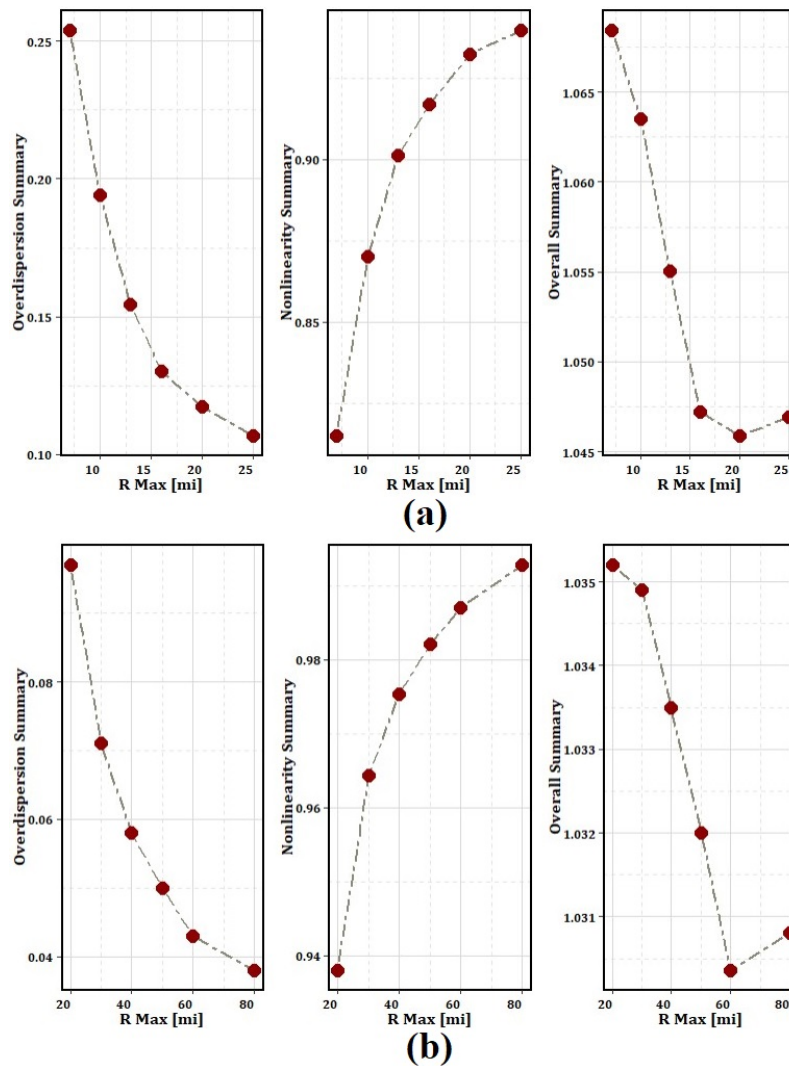 Overdispersion Summary
0.25
0.20
0.15
0.10
10 15 20 25
R Max [mi]
Nonlinearity Summary
0.90
0.85
10 15 20 25
R Max [mi]
Overall Summary
1.065
1.060
1.055
1.050
1.045
10 15 20 25
R Max [mi]
(a)
Overdispersion Summary
0.08
0.06
0.04
20 40 60 80
R Max [mi]
Nonlinearity Summary
0.98
0.96
0.94
20 40 60 80
R Max [mi]
Overall Summary
1.035
1.034
1.033
1.032
1.031
20 40 60 80
R Max [mi]
(b)